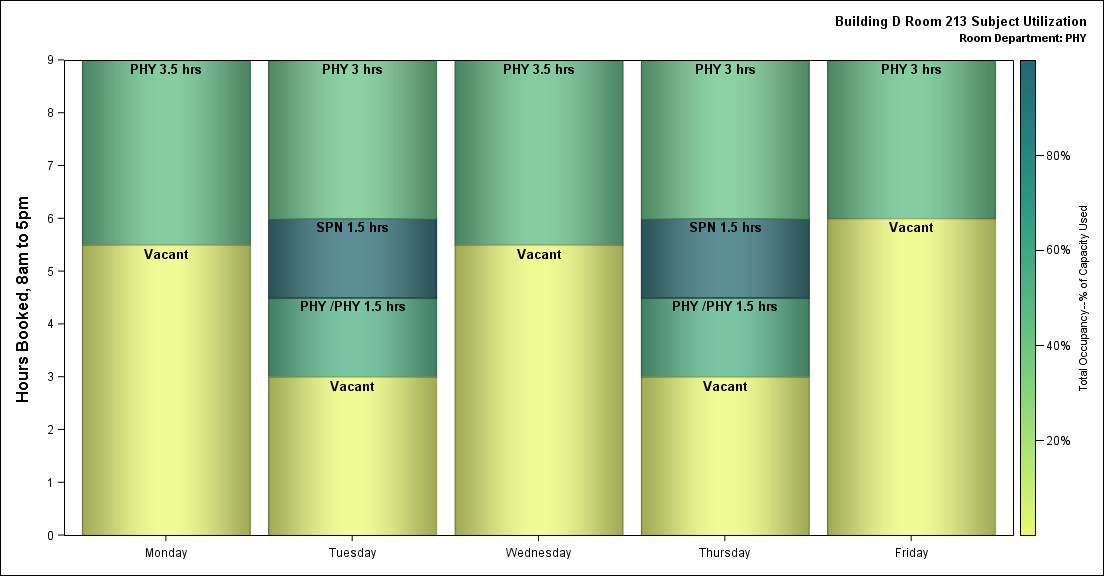 Building D Room 213 Subject Utilization
Room Department: PHY
Hours Booked, 8am to 5pm
9
8
7
6
5
4
3
2
1
0
PHY 3.5 hrs
Vacant
PHY 3 hrs
SPN 1.5 hrs
PHY /PHY 1.5 hrs
Vacant
PHY 3.5 hrs
Vacant
PHY 3 hrs
SPN 1.5 hrs
PHY /PHY 1.5 hrs
Vacant
PHY 3 hrs
Vacant
Monday
Tuesday
Wednesday
Thursday
Friday
80%
60%
40%
20%
Total Occupancy--% of Capacity Used